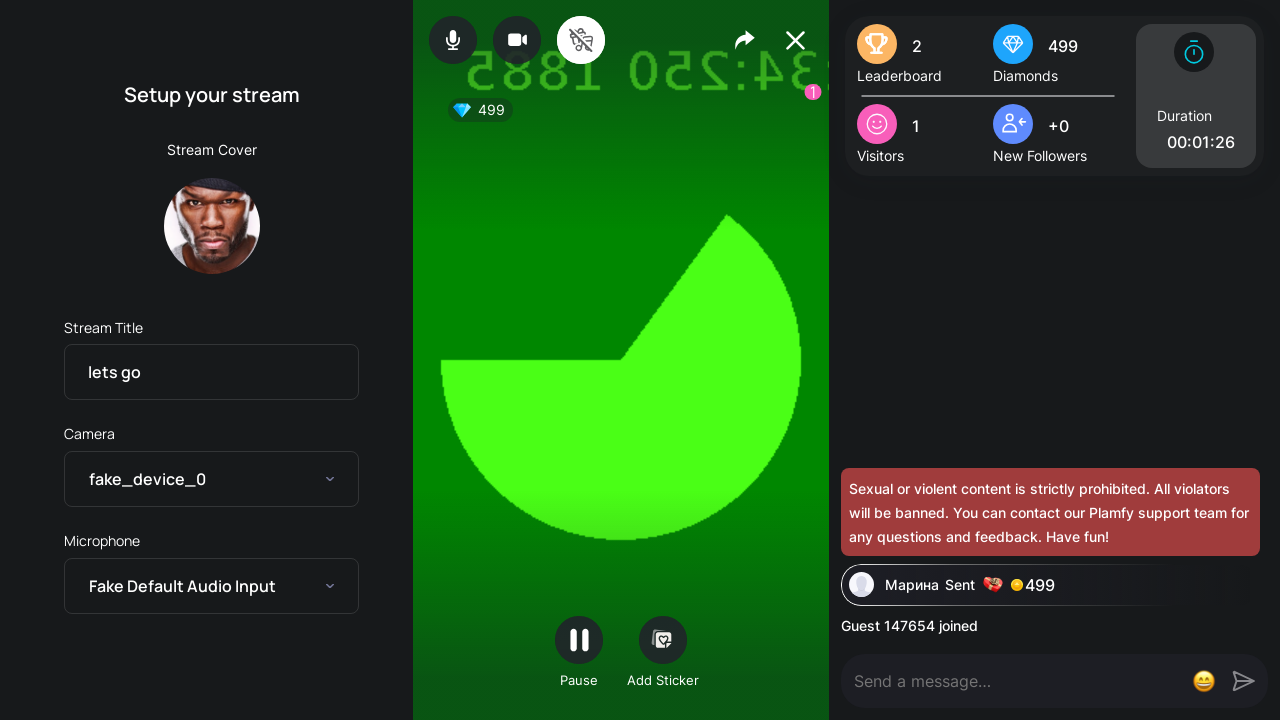 Setup your stream
Stream Cover
Stream Title
lets go
Camera
fake_device_0
Microphone
Fake Default Audio Input
1
499
Pause
Add Sticker
2
Leaderboard
499
Diamonds
1
Visitors
+0
New Followers
Duration
00:01:26
Sexual or violent content is strictly prohibited. All violators
will be banned. You can contact our Plamfy support team for
any questions and feedback. Have fun!
Марина Sent 499
Guest 147654 joined
Send a message...